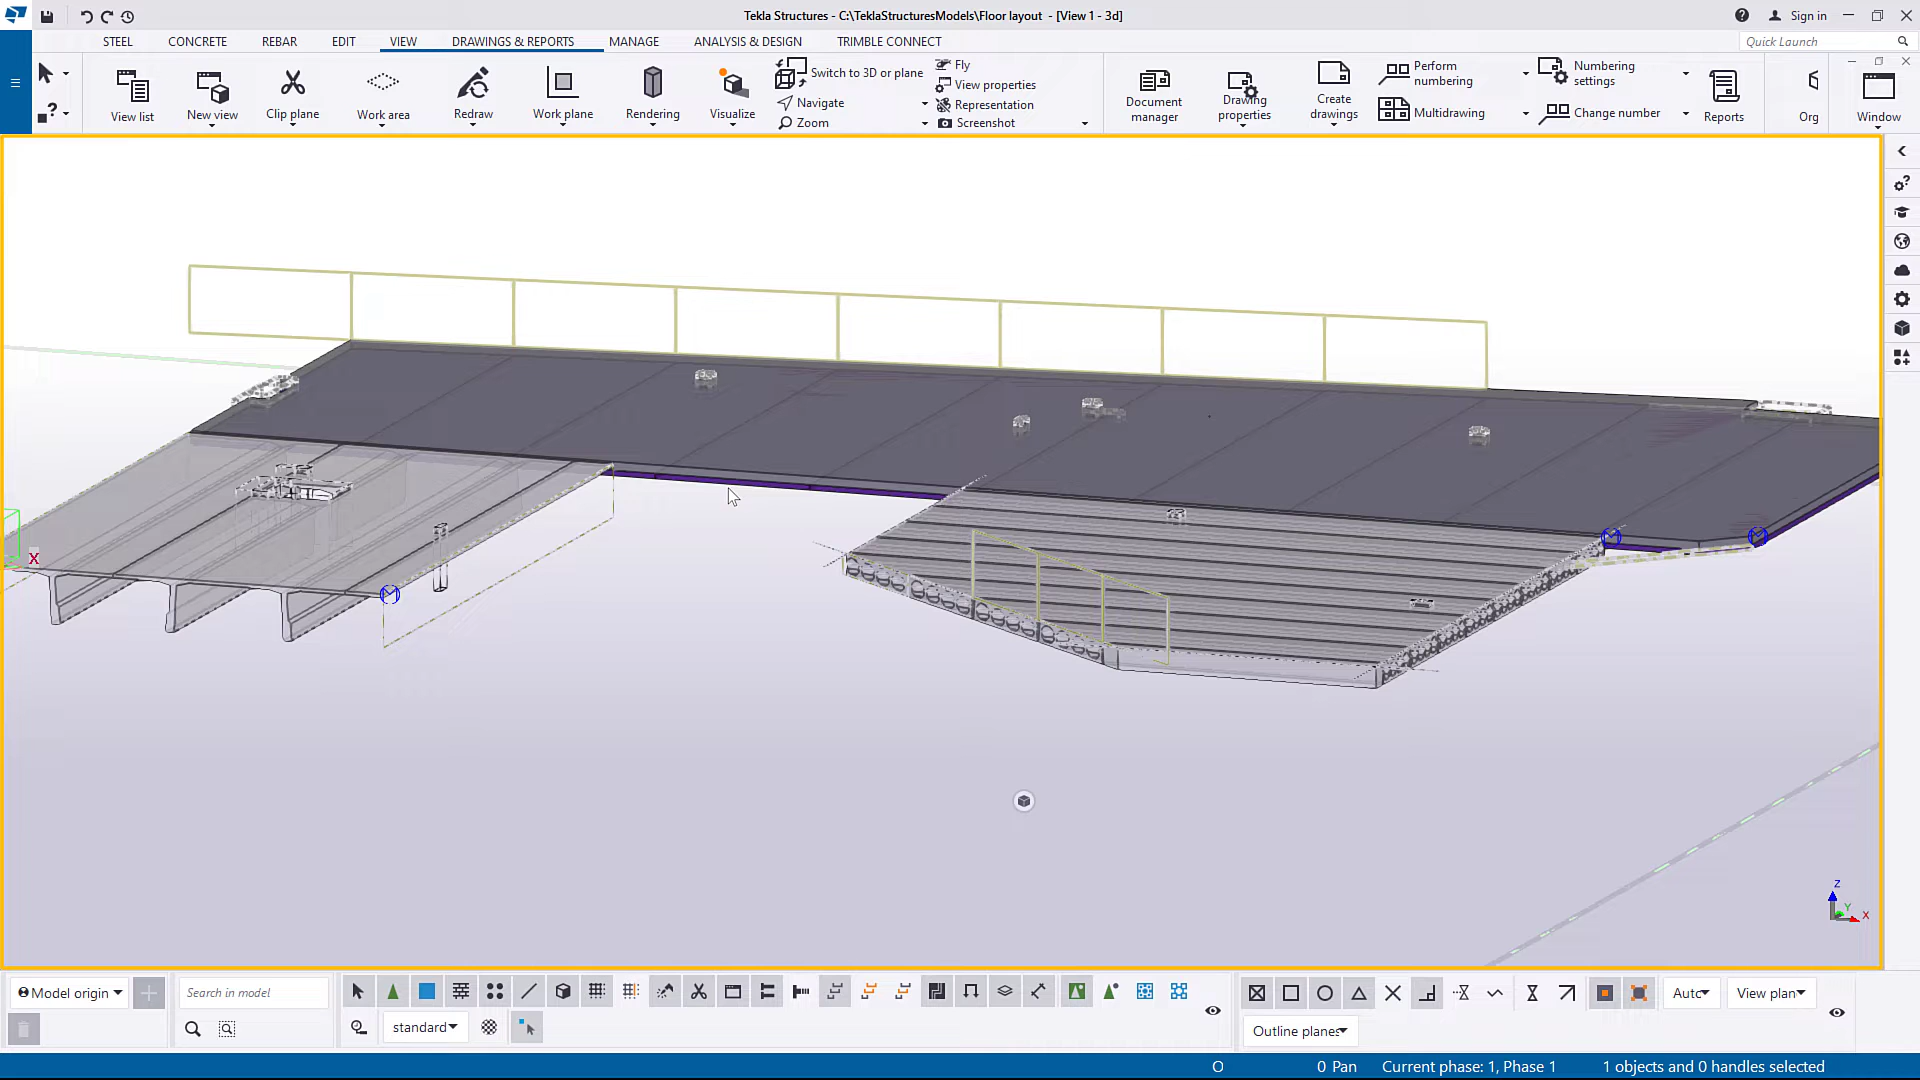 Tekla Structures - C:\TeklaStructuresModels\Floor layout - [View 1 - 3d]
Sign in
STEEL CONCRETE REBAR EDIT VIEW DRAWINGS & REPORTS MANAGE ANALYSIS & DESIGN TRIMBLE CONNECT
Quick Launch
View list
New view
Clip plane
Work area
Redraw
Work plane
Rendering
Visualize
Switch to 3D or plane
Navigate
Zoom
Fly
View properties
Representation
Screenshot
Document
manager
Drawing
properties
Create
drawings
Perform
numbering
Multidrawing
Numbering
settings
Change number
Reports
Org
Window
X
M
M
M
Z
Y
X
Model origin
Search in model
standard
Auto
View plan
Outline planes
O 0 Pan Current phase: 1, Phase 1 1 objects and 0 handles selected